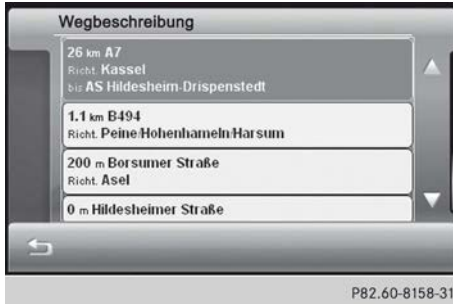 Wegbeschreibung
26 km A7
Richt. Kassel
bis AS Hildesheim-Drispenstedt
1.1 km B494
Richt. Peine/Hohenhameln/Harsum
200 m Borsumer Straße
Richt. Asel
0 m Hildesheimer Straße
P82.60-8158-31